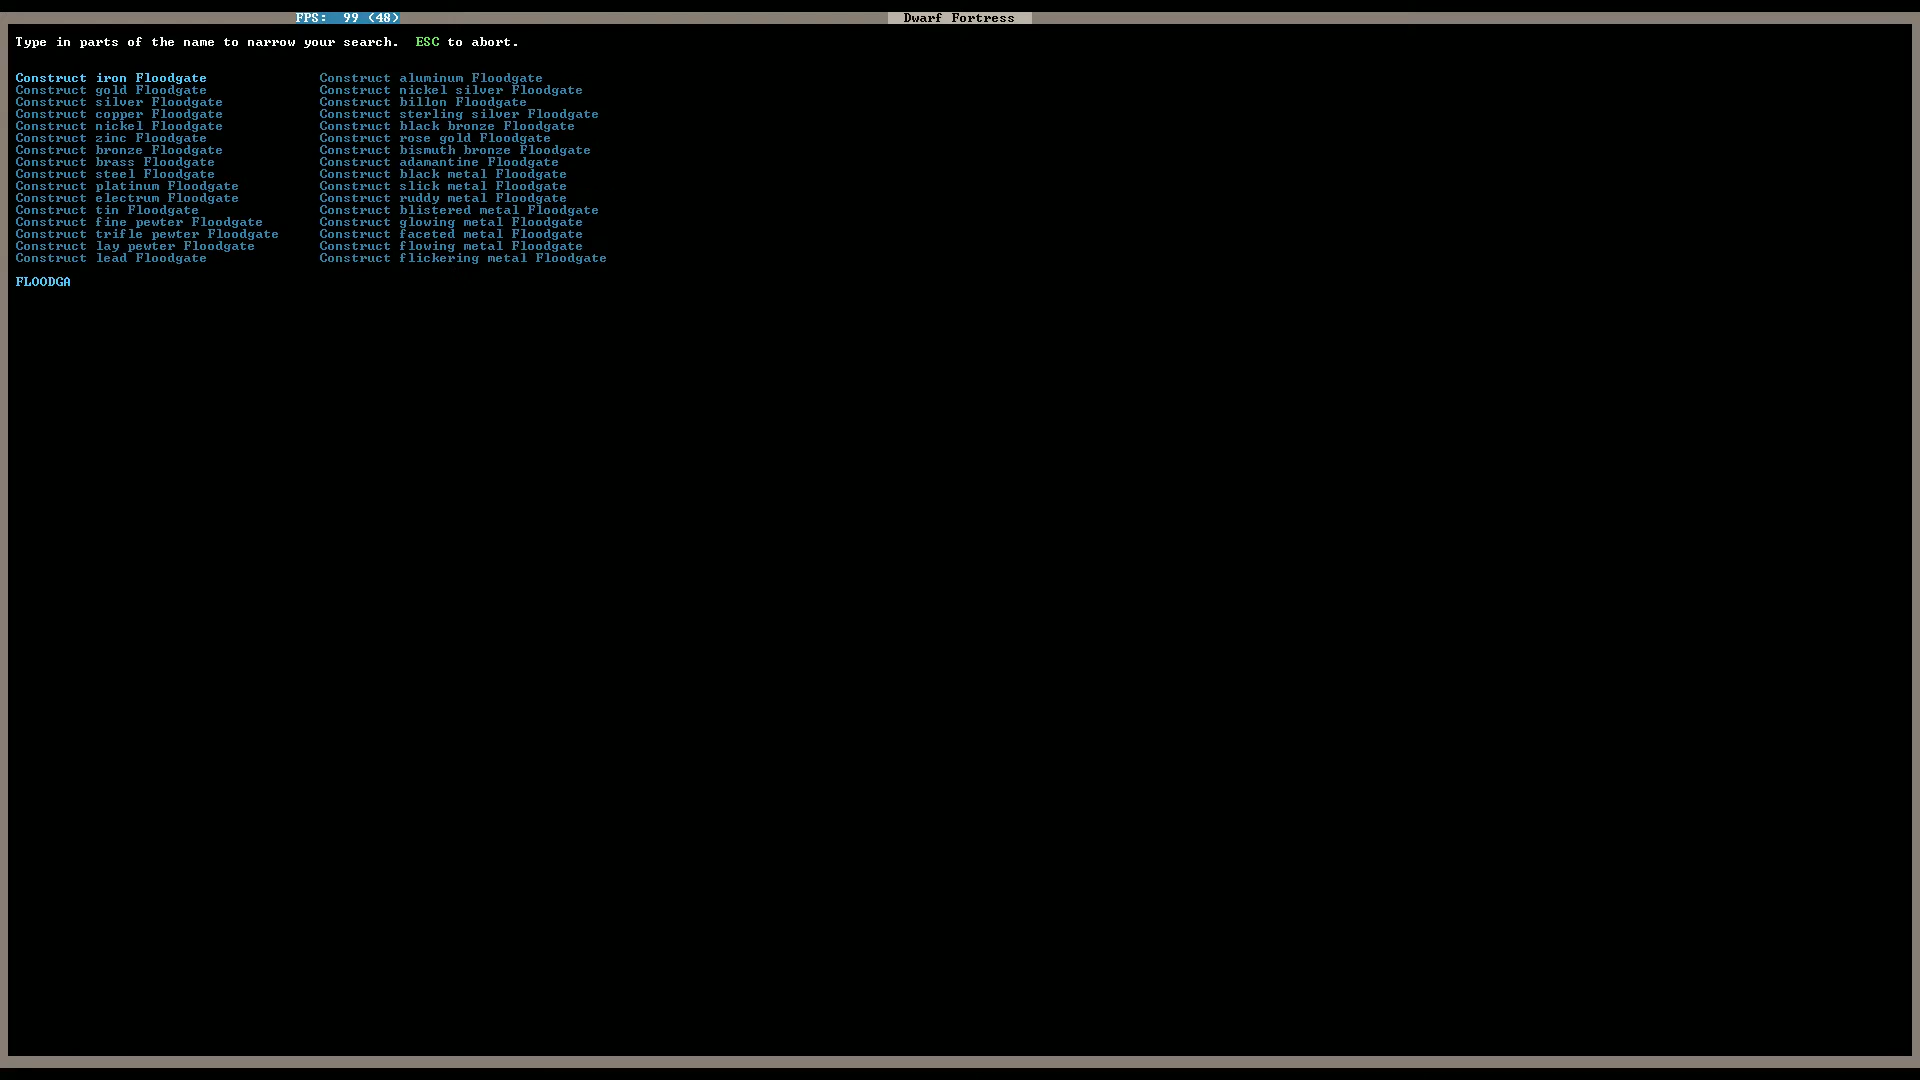 FPS:  99 (48)
Dwarf Fortress
Type in parts of the name to narrow your search.  ESC to abort.
Construct iron Floodgate
Construct gold Floodgate
Construct silver Floodgate
Construct copper Floodgate
Construct nickel Floodgate
Construct zinc Floodgate
Construct bronze Floodgate
Construct brass Floodgate
Construct steel Floodgate
Construct platinum Floodgate
Construct electrum Floodgate
Construct tin Floodgate
Construct fine pewter Floodgate
Construct trifle pewter Floodgate
Construct lay pewter Floodgate
Construct lead Floodgate
Construct aluminum Floodgate
Construct nickel silver Floodgate
Construct billon Floodgate
Construct sterling silver Floodgate
Construct black bronze Floodgate
Construct rose gold Floodgate
Construct bismuth bronze Floodgate
Construct adamantine Floodgate
Construct black metal Floodgate
Construct slick metal Floodgate
Construct ruddy metal Floodgate
Construct blistered metal Floodgate
Construct glowing metal Floodgate
Construct faceted metal Floodgate
Construct flowing metal Floodgate
Construct flickering metal Floodgate
FLOODGA